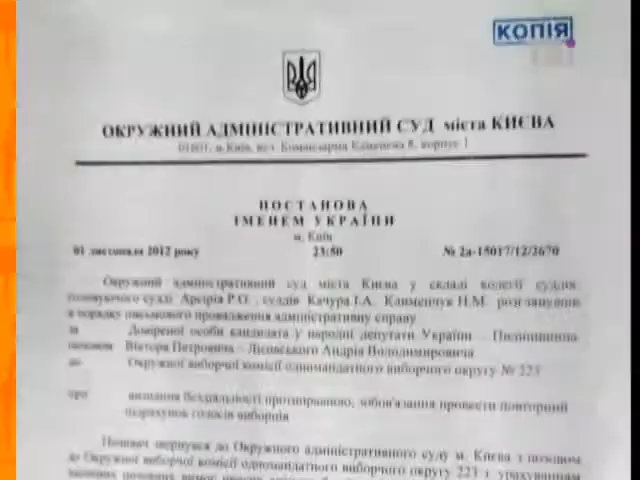 КОПІЯ
ОКРУЖНИЙ АДМІНІСТРАТИВНИЙ СУД міста КИЄВА
01601, м.Київ, вул. Командарма Каменєва 8, корпус 1
ПОСТАНОВА
ІМЕНЕМ УКРАЇНИ
м. Київ
01 листопада 2012 року 23:50 № 2а-15017/12/2670
Окружний адміністративний суд міста Києва у складі колегії суддів:
головуючого судді Арсірія Р.О., суддів Качура І.А., Клименчук Н.М. розглянувши
в порядку письмового провадження адміністративну справу
за Довіреної особи кандидата у народні депутати України
позовом Віктора Петровича - Лісовського Андрія Володимировича
до Окружної виборчої комісії одномандатного виборчого округу № 223
про визнання бездіяльності протиправною, зобов'язання провести повторний
підрахунок голосів виборців
Позивач звернувся до Окружного адміністративного суду м. Києва з позовом
до Окружної виборчої комісії одномандатного виборчого округу 223 з урахуванням